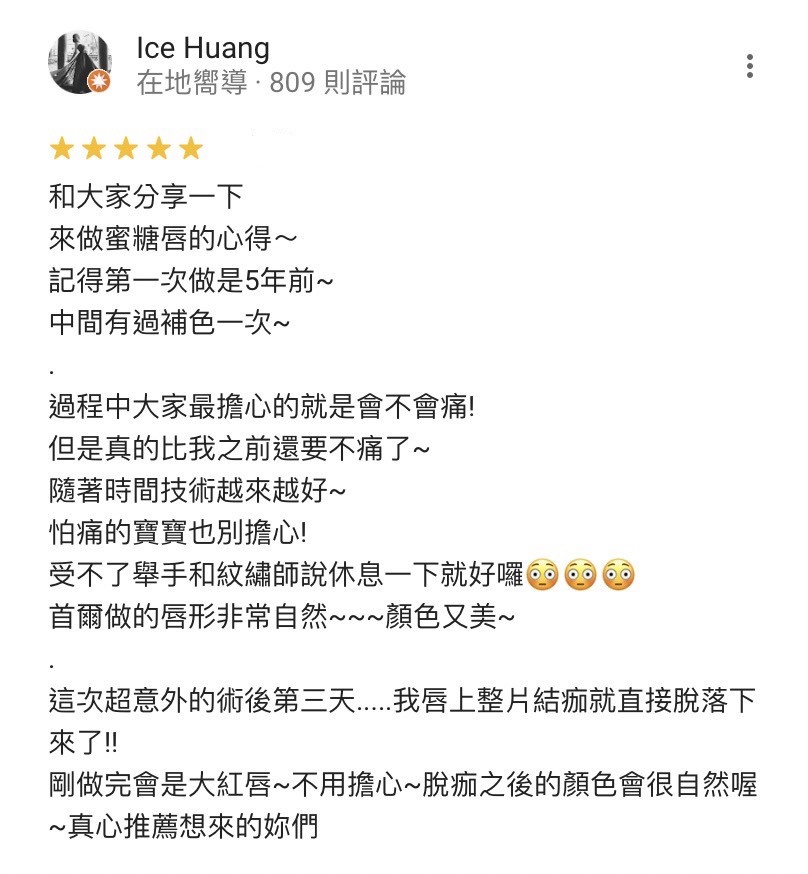 Ice Huang
在地嚮導 · 809 則評論
和大家分享一下
來做蜜糖唇的心得～
記得第一次做是5年前~
中間有過補色一次~
.
過程中大家最擔心的就是會不會痛!
但是真的比我之前還要不痛了~
隨著時間技術越來越好~
怕痛的寶寶也別擔心!
受不了舉手和紋繡師說休息一下就好囉😳😳😳
首爾做的唇形非常自然~~~顏色又美~
.
這次超意外的術後第三天.....我唇上整片結痂就直接脫落下
來了!!
剛做完會是大紅唇~不用擔心~脫痂之後的顏色會很自然喔
~真心推薦想來的妳們